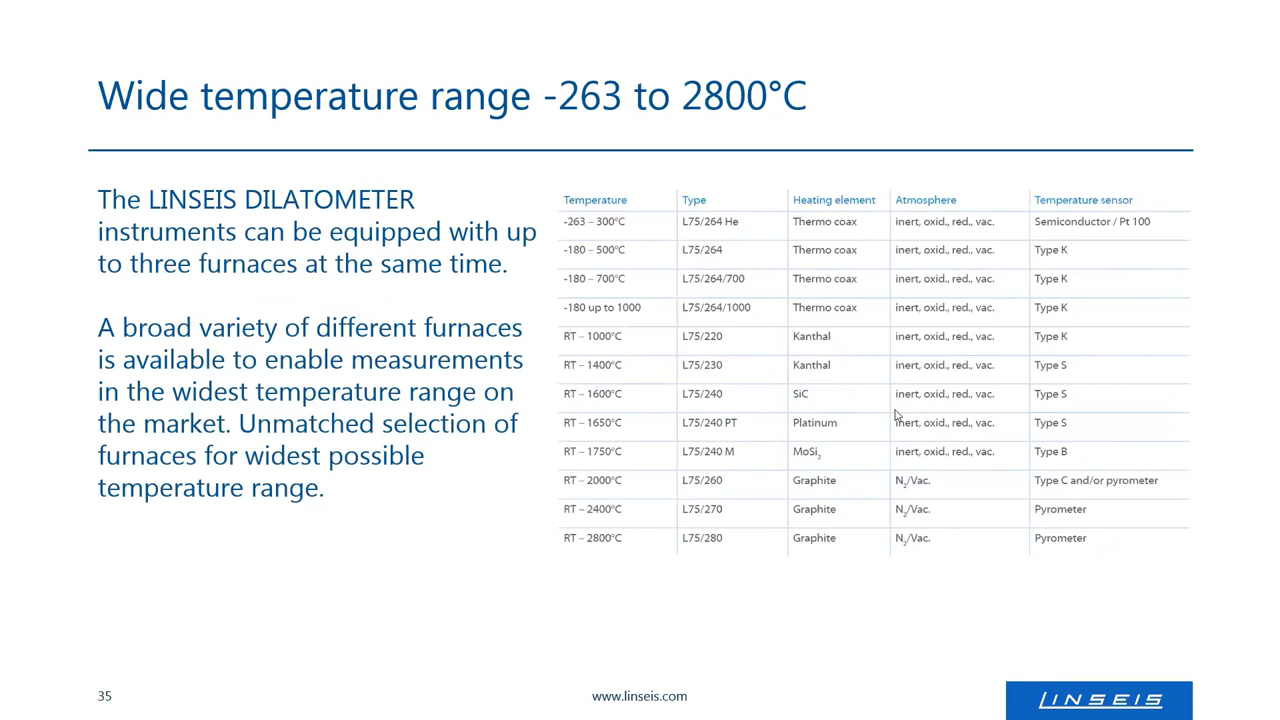 Wide temperature range -263 to 2800°C
The LINSEIS DILATOMETER
instruments can be equipped with up
to three furnaces at the same time.
A broad variety of different furnaces
is available to enable measurements
in the widest temperature range on
the market. Unmatched selection of
furnaces for widest possible
temperature range.
Temperature Type Heating element Atmosphere Temperature sensor
-263 – 300°C L75/264 He Thermo coax inert, oxid., red., vac. Semiconductor / Pt 100
-180 – 500°C L75/264 Thermo coax inert, oxid., red., vac. Type K
-180 – 700°C L75/264/700 Thermo coax inert, oxid., red., vac. Type K
-180 up to 1000 L75/264/1000 Thermo coax inert, oxid., red., vac. Type K
RT – 1000°C L75/220 Kanthal inert, oxid., red., vac. Type K
RT – 1400°C L75/230 Kanthal inert, oxid., red., vac. Type S
RT – 1600°C L75/240 SiC inert, oxid., red., vac. Type S
RT – 1650°C L75/240 PT Platinum inert, oxid., red., vac. Type S
RT – 1750°C L75/240 M MoSi₂ inert, oxid., red., vac. Type B
RT – 2000°C L75/260 Graphite N₂/Vac. Type C and/or pyrometer
RT – 2400°C L75/270 Graphite N₂/Vac. Pyrometer
RT – 2800°C L75/280 Graphite N₂/Vac. Pyrometer
35
www.linseis.com
LINSEIS